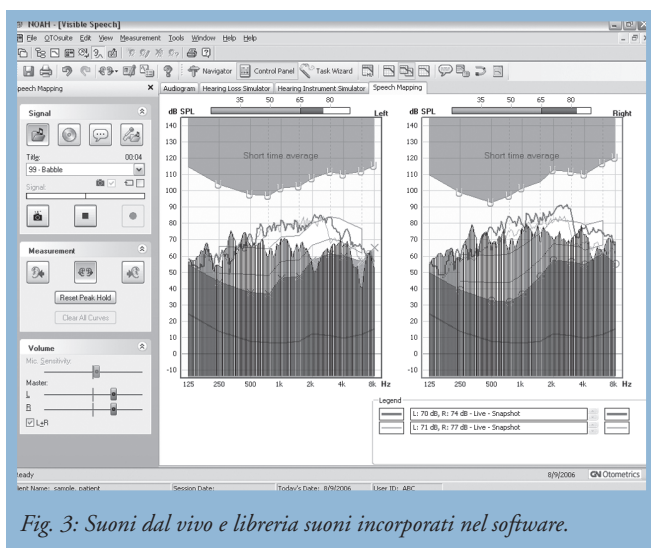 NOAH - [Visible Speech]
File OTOsuite Edit View Measurement Tools Window Help Help
Navigator Control Panel Task Wizard
Speech Mapping
Audiogram Hearing Loss Simulator Hearing Instrument Simulator Speech Mapping
Signal
Title: 00:04
99 - Babble
Signal:
Measurement
Reset Peak Hold
Clear All Curves
Volume
Mic. Sensitivity:
Master:
L
R
L=R
35 50 65 80
dB SPL Left
140
130
120
110
100
90
80
70
60
50
40
30
20
10
0
-10
Short time average
125 250 500 1k 2k 4k 8k Hz
35 50 65 80
dB SPL Right
140
130
120
110
100
90
80
70
60
50
40
30
20
10
0
-10
Short time average
125 250 500 1k 2k 4k 8k Hz
Legend
L: 70 dB, R: 74 dB - Live - Snapshot
L: 71 dB, R: 77 dB - Live - Snapshot
Ready 8/9/2006 GN Otometrics
ient Name: sample, patient Session Date: Today's Date: 8/9/2006 User ID: ABC
Fig. 3: Suoni dal vivo e libreria suoni incorporati nel software.